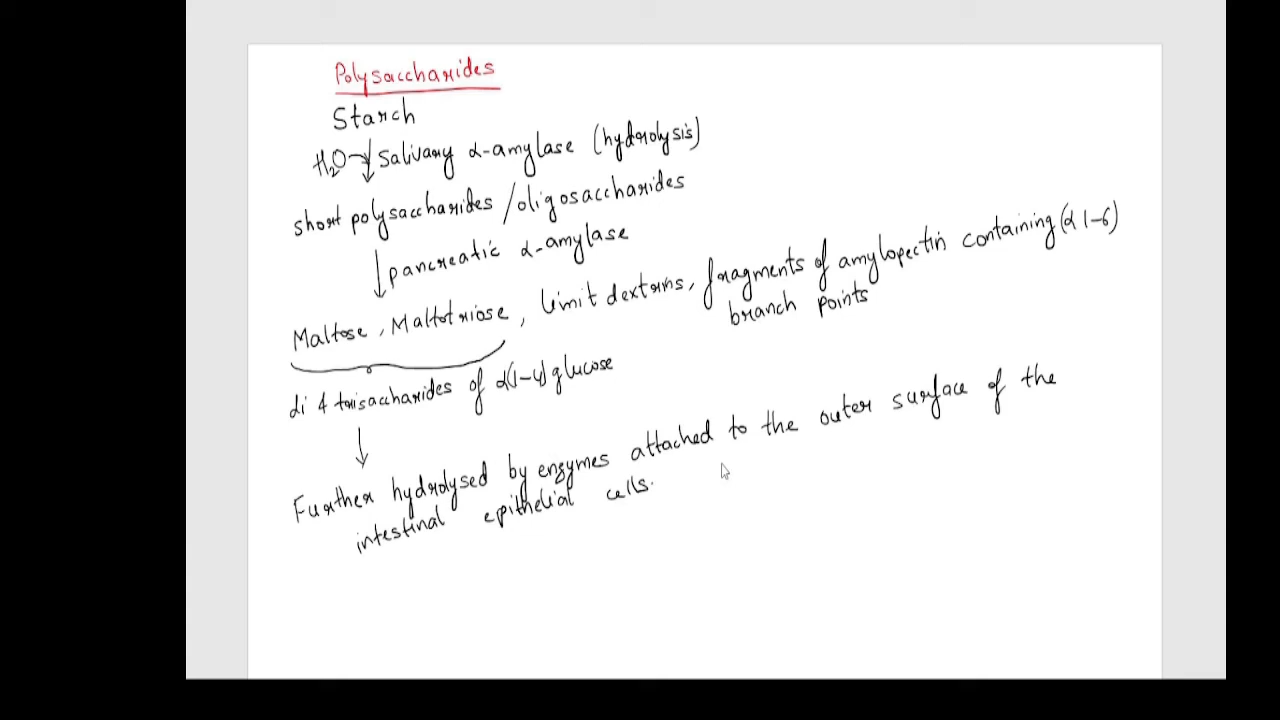 Polysaccharides
Starch
H₂O salivary α-amylase (hydrolysis)
short polysaccharides / oligosaccharides
pancreatic α-amylase
Maltose, Maltotriose, limit dextrins, fragments of amylopectin containing (α 1-6)
branch points
di & trisaccharides of α(1-4) glucose
Further hydrolysed by enzymes attached to the outer surface of the
intestinal epithelial cells.